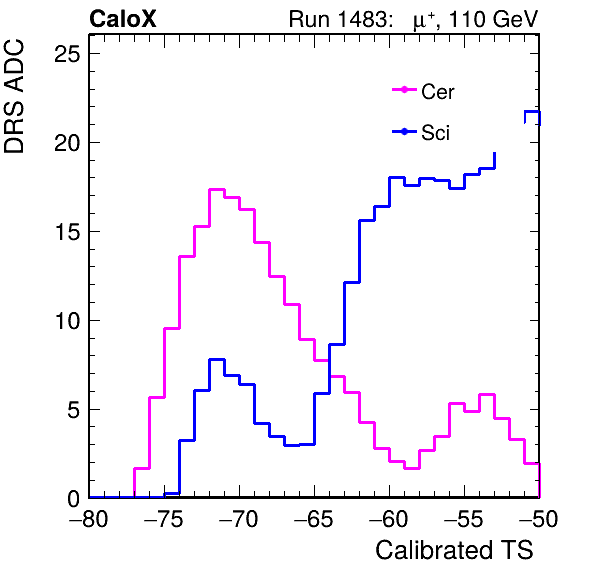 CaloX Run 1483: μ⁺, 110 GeV
DRS ADC
25
20
15
10
5
0
Cer
Sci
−80 −75 −70 −65 −60 −55 −50
Calibrated TS